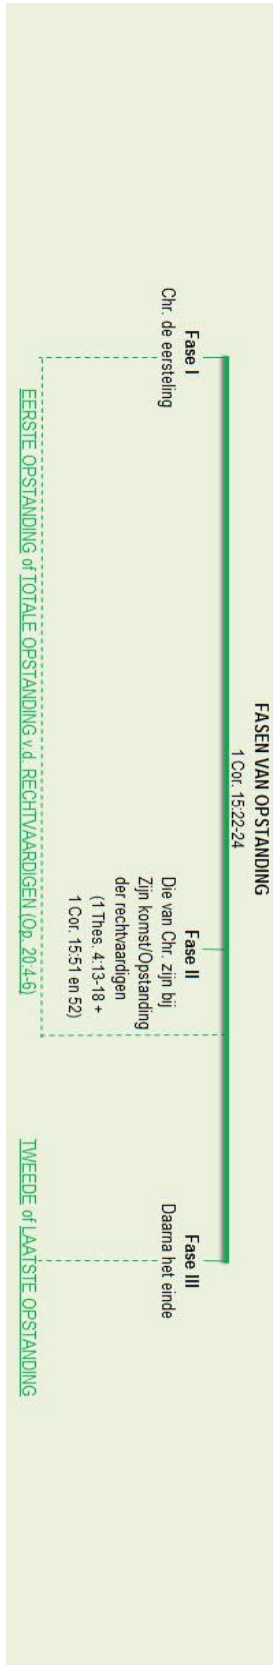 FASEN VAN OPSTANDING
1 Cor. 15:22-24
Fase I
Chr. de eersteling
Fase II
Die van Chr. zijn bij
Zijn komst/Opstanding
der rechtvaardigen
(1 Thes. 4:13-18 +
1 Cor. 15:51 en 52)
Fase III
Daarna het einde
EERSTE OPSTANDING of TOTALE OPSTANDING v.d. RECHTVAARDIGEN (Op. 20:4-6)
TWEEDE of LAATSTE OPSTANDING